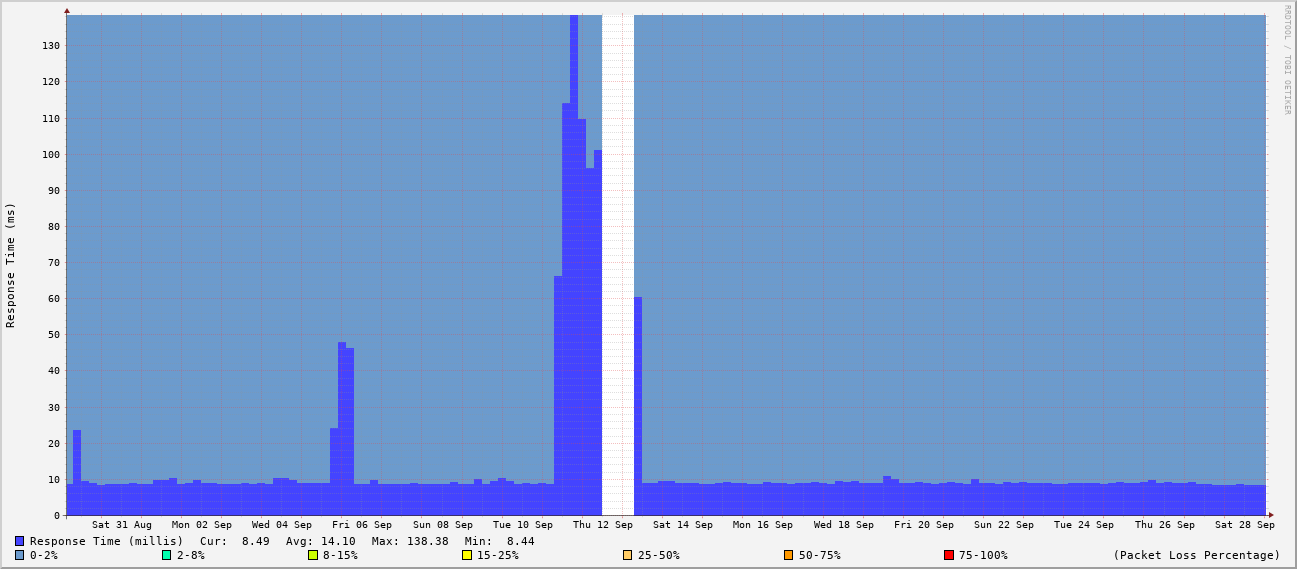 RRDTOOL / TOBI OETIKER
Response Time (ms)
130
120
110
100
90
80
70
60
50
40
30
20
10
0
Sat 31 Aug Mon 02 Sep Wed 04 Sep Fri 06 Sep Sun 08 Sep Tue 10 Sep Thu 12 Sep Sat 14 Sep Mon 16 Sep Wed 18 Sep Fri 20 Sep Sun 22 Sep Tue 24 Sep Thu 26 Sep Sat 28 Sep
Response Time (millis) Cur: 8.49 Avg: 14.10 Max: 138.38 Min: 8.44
0-2% 2-8% 8-15% 15-25% 25-50% 50-75% 75-100% (Packet Loss Percentage)